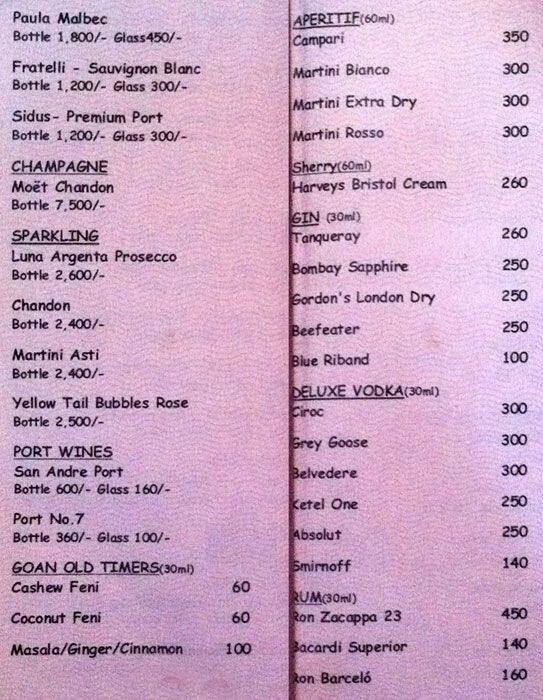 Paula Malbec
Bottle 1,800/- Glass450/-
Fratelli - Sauvignon Blanc
Bottle 1,200/- Glass 300/-
Sidus- Premium Port
Bottle 1,200/- Glass 300/-
CHAMPAGNE
Moët Chandon
Bottle 7,500/-
SPARKLING
Luna Argenta Prosecco
Bottle 2,600/-
Chandon
Bottle 2,400/-
Martini Asti
Bottle 2,400/-
Yellow Tail Bubbles Rose
Bottle 2,500/-
PORT WINES
San Andre Port
Bottle 600/- Glass 160/-
Port No.7
Bottle 360/- Glass 100/-
GOAN OLD TIMERS(30ml)
Cashew Feni 60
Coconut Feni 60
Masala/Ginger/Cinnamon 100
APERITIF(60ml)
Campari 350
Martini Bianco 300
Martini Extra Dry 300
Martini Rosso 300
Sherry(60ml)
Harveys Bristol Cream 260
GIN (30ml)
Tanqueray 260
Bombay Sapphire 250
Gordon's London Dry 250
Beefeater 250
Blue Riband 100
DELUXE VODKA(30ml)
Ciroc 300
Grey Goose 300
Belvedere 300
Ketel One 250
Absolut 250
Smirnoff 140
RUM(30ml)
Ron Zacappa 23 450
Bacardi Superior 140
Ron Barceló 160